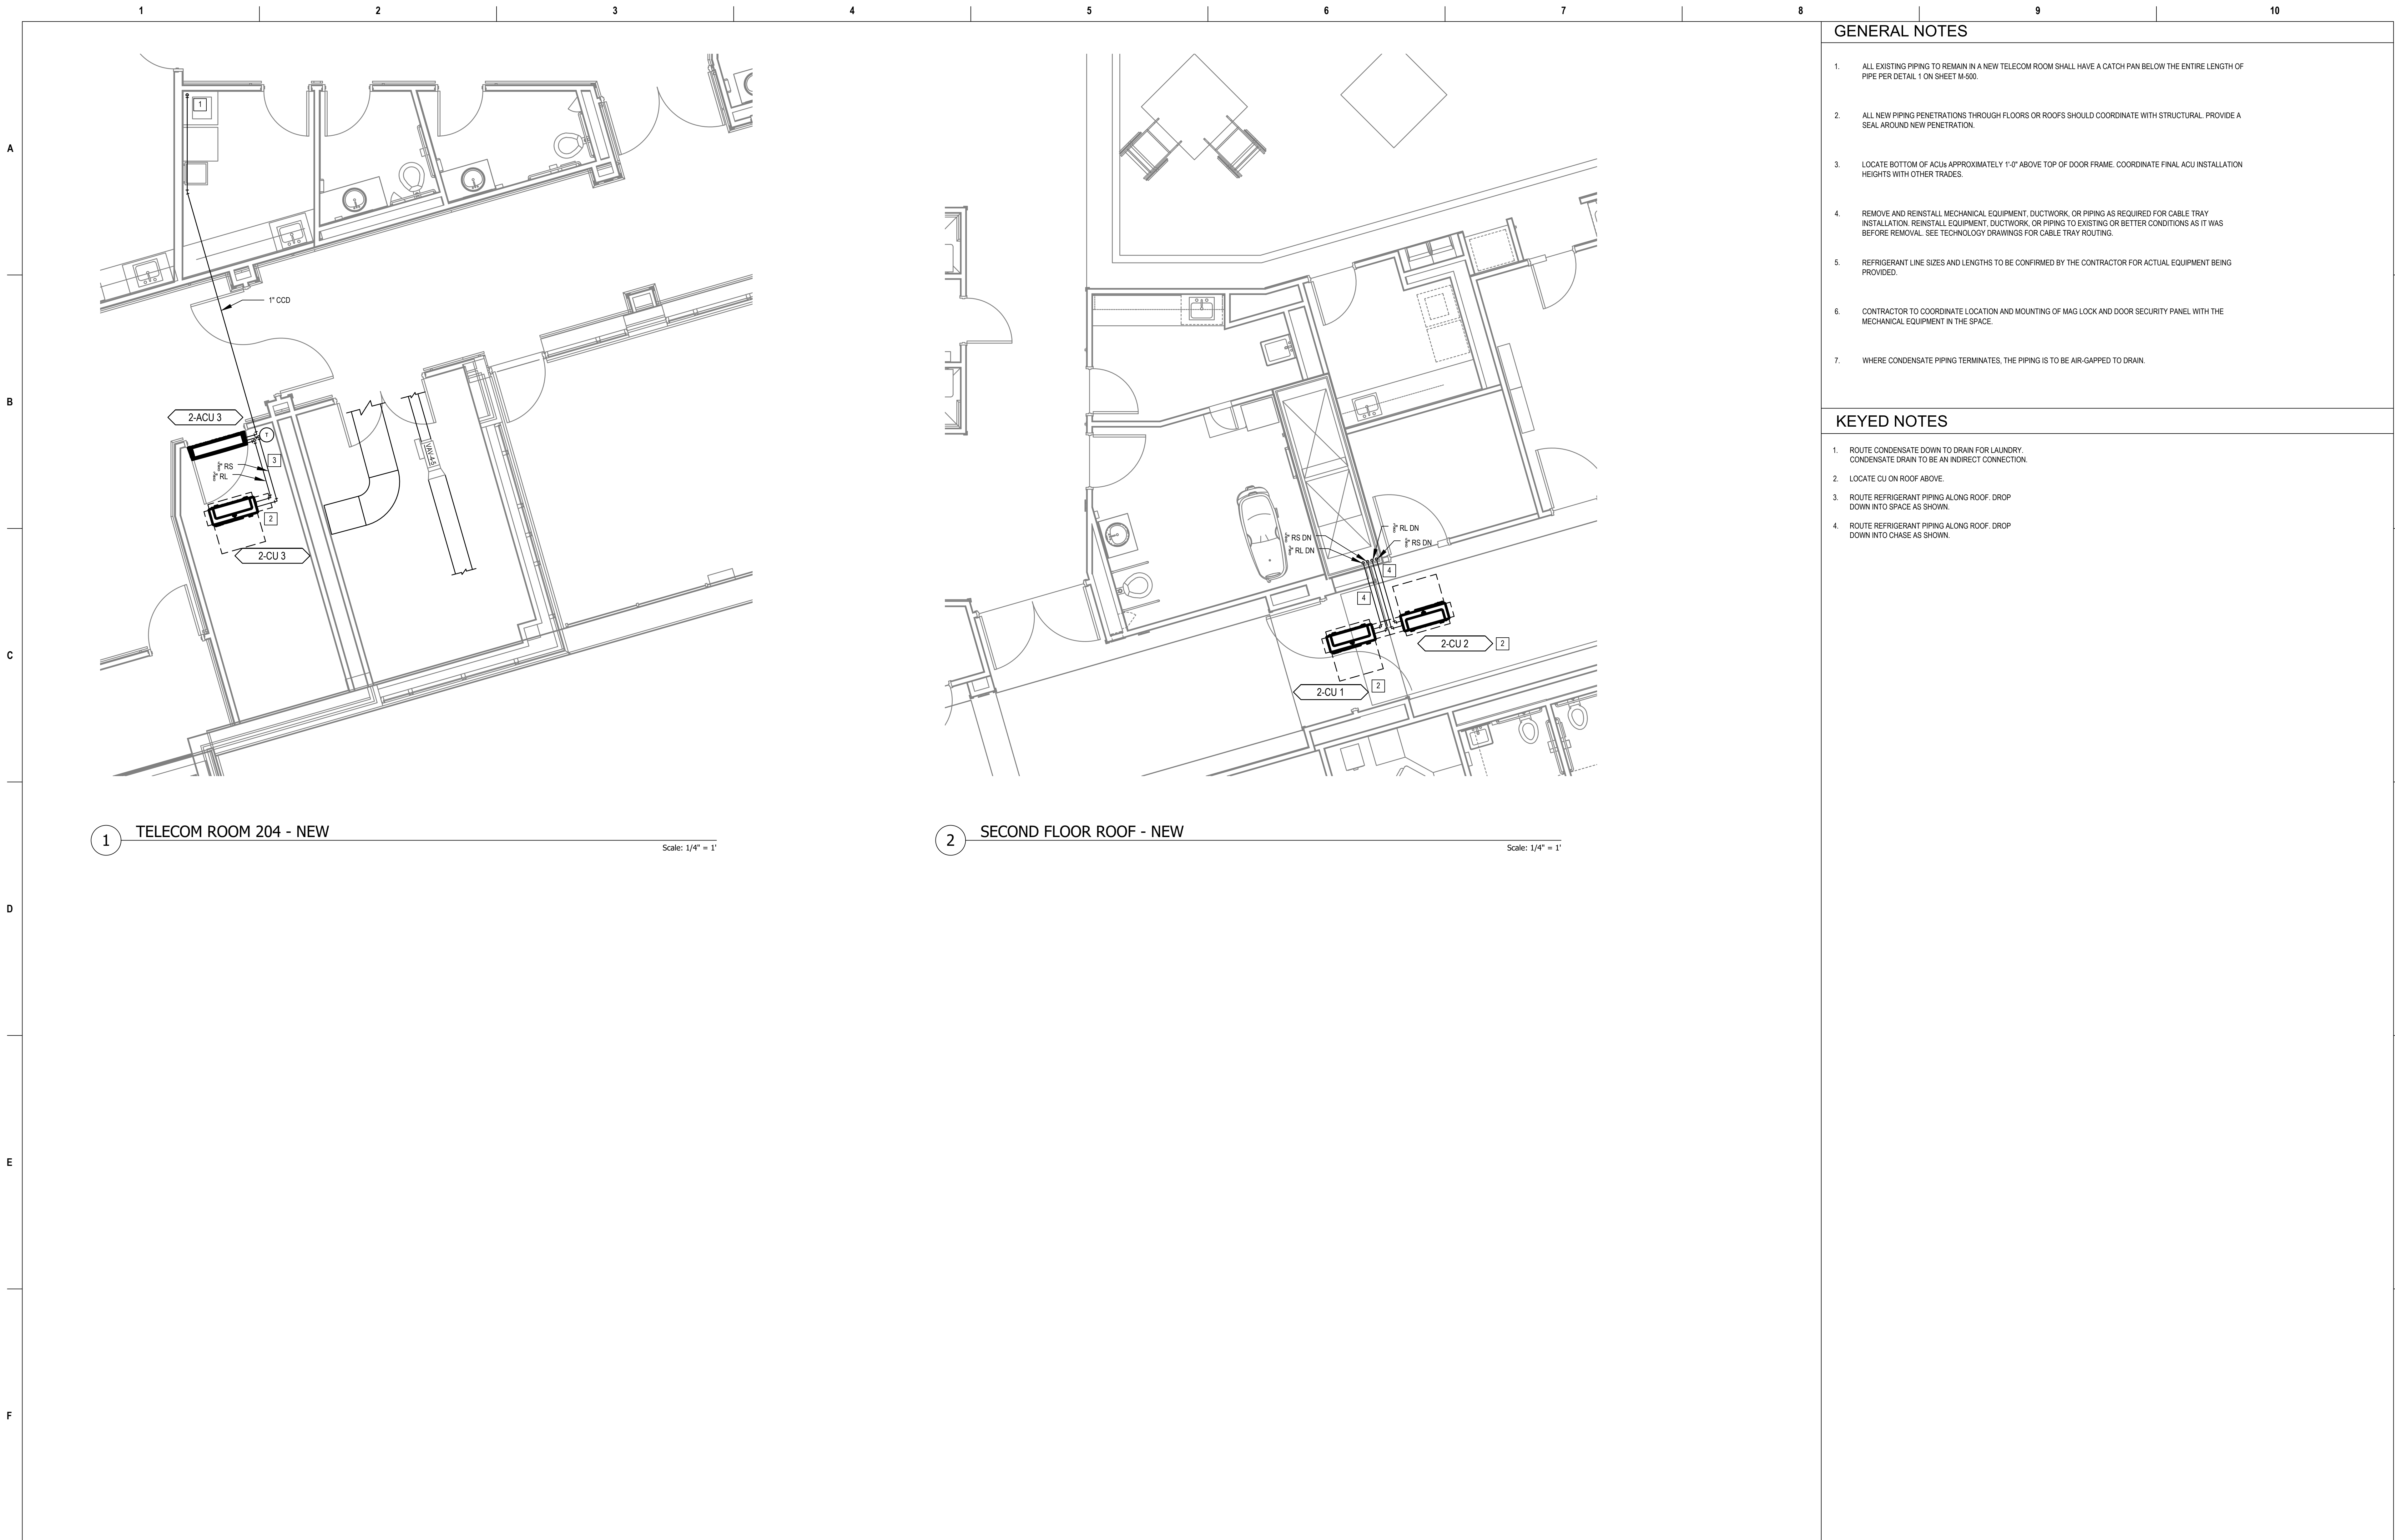 1 2 3 4 5 6 7 8 9 10
A
B
C
D
E
F
1
1" CCD
2-ACU 3
T
3
RS
RL
2
2-CU 3
VAV-4-5
1
TELECOM ROOM 204 - NEW
Scale: 1/4" = 1'
RL DN
RS DN
RS DN
RL DN
4
4
2-CU 2
2
2-CU 1
2
2
SECOND FLOOR ROOF - NEW
Scale: 1/4" = 1'
GENERAL NOTES
1. ALL EXISTING PIPING TO REMAIN IN A NEW TELECOM ROOM SHALL HAVE A CATCH PAN BELOW THE ENTIRE LENGTH OF
PIPE PER DETAIL 1 ON SHEET M-500.
2. ALL NEW PIPING PENETRATIONS THROUGH FLOORS OR ROOFS SHOULD COORDINATE WITH STRUCTURAL. PROVIDE A
SEAL AROUND NEW PENETRATION.
3. LOCATE BOTTOM OF ACUs APPROXIMATELY 1'-0" ABOVE TOP OF DOOR FRAME. COORDINATE FINAL ACU INSTALLATION
HEIGHTS WITH OTHER TRADES.
4. REMOVE AND REINSTALL MECHANICAL EQUIPMENT, DUCTWORK, OR PIPING AS REQUIRED FOR CABLE TRAY
INSTALLATION. REINSTALL EQUIPMENT, DUCTWORK, OR PIPING TO EXISTING OR BETTER CONDITIONS AS IT WAS
BEFORE REMOVAL. SEE TECHNOLOGY DRAWINGS FOR CABLE TRAY ROUTING.
5. REFRIGERANT LINE SIZES AND LENGTHS TO BE CONFIRMED BY THE CONTRACTOR FOR ACTUAL EQUIPMENT BEING
PROVIDED.
6. CONTRACTOR TO COORDINATE LOCATION AND MOUNTING OF MAG LOCK AND DOOR SECURITY PANEL WITH THE
MECHANICAL EQUIPMENT IN THE SPACE.
7. WHERE CONDENSATE PIPING TERMINATES, THE PIPING IS TO BE AIR-GAPPED TO DRAIN.
KEYED NOTES
1. ROUTE CONDENSATE DOWN TO DRAIN FOR LAUNDRY.
CONDENSATE DRAIN TO BE AN INDIRECT CONNECTION.
2. LOCATE CU ON ROOF ABOVE.
3. ROUTE REFRIGERANT PIPING ALONG ROOF. DROP
DOWN INTO SPACE AS SHOWN.
4. ROUTE REFRIGERANT PIPING ALONG ROOF. DROP
DOWN INTO CHASE AS SHOWN.